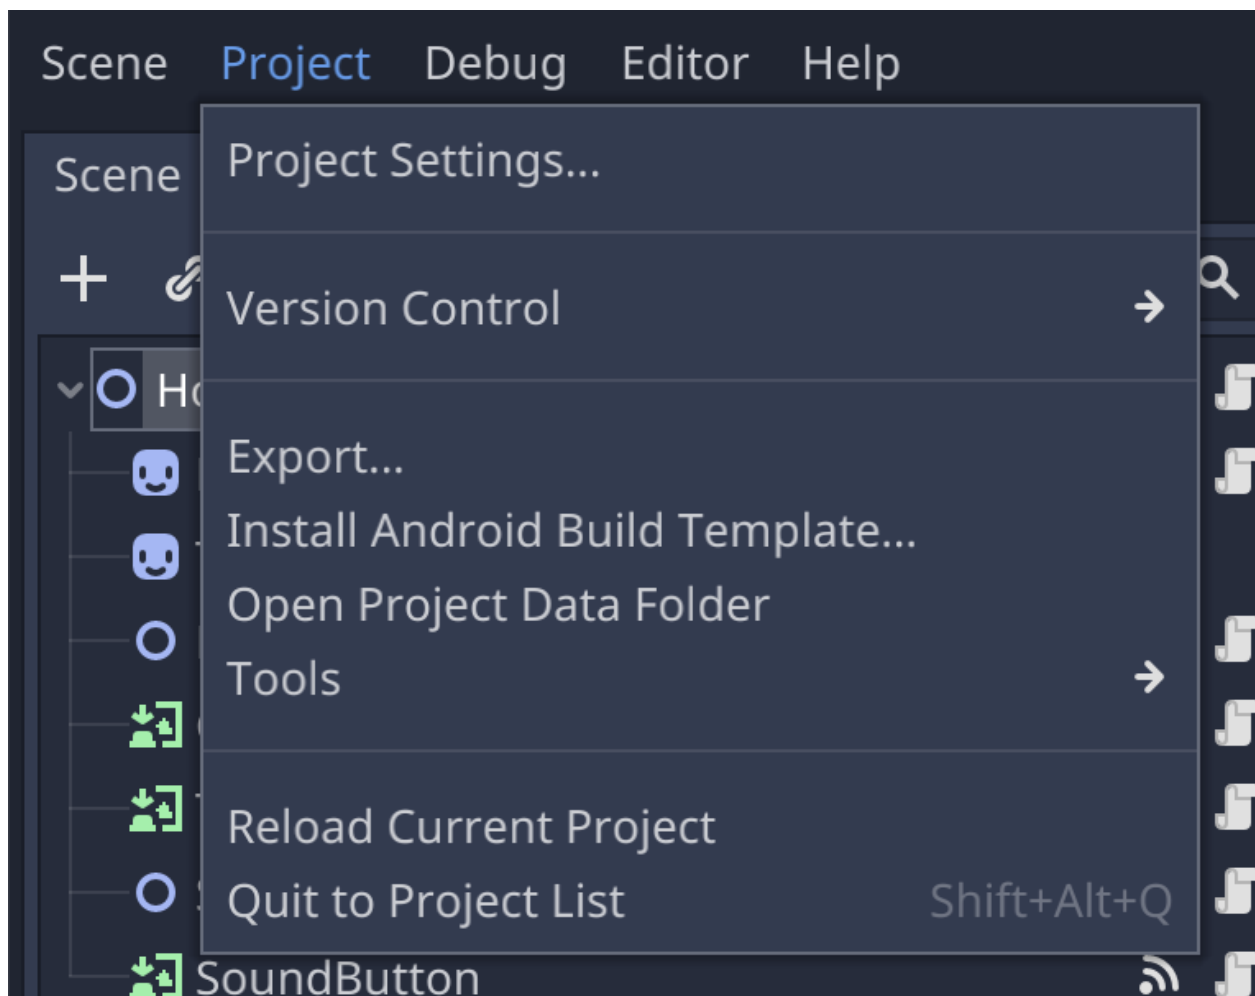 Scene Project Debug Editor Help
Scene
Project Settings...
Version Control
Export...
Install Android Build Template...
Open Project Data Folder
Tools
Reload Current Project
Quit to Project List Shift+Alt+Q
SoundButton